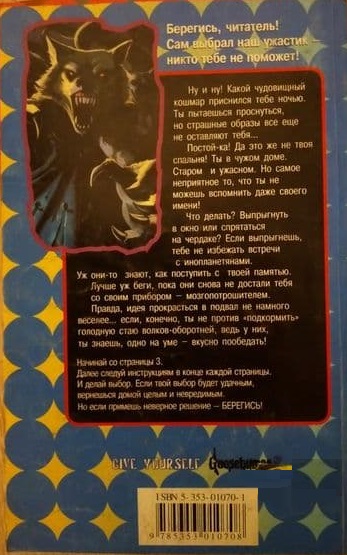 Берегись, читатель!
Сам выбрал наш ужастик –
никто тебе не поможет!
Ну и ну! Какой чудовищный
кошмар приснился тебе ночью.
Ты пытаешься проснуться,
но страшные образы все еще
не оставляют тебя...
Постой-ка! Да это же не твоя
спальня! Ты в чужом доме.
Старом и ужасном. Но самое
неприятное то, что ты не
можешь вспомнить даже своего
имени!
Что делать? Выпрыгнуть
в окно или спрятаться
на чердаке? Если выпрыгнешь,
тебе не избежать встречи
с инопланетянами.
Уж они-то знают, как поступить с твоей памятью.
Лучше уж беги, пока они снова не достали тебя
со своим прибором – мозгопотрошителем.
Правда, идея прокрасться в подвал не намного
веселее... если, конечно, ты не против «подкормить»
голодную стаю волков-оборотней, ведь у них,
ты знаешь, одно на уме - вкусно пообедать!
Начинай со страницы 3.
Далее следуй инструкциям в конце каждой страницы.
И делай выбор. Если твой выбор будет удачным,
вернешься домой целым и невредимым.
Но если примешь неверное решение – БЕРЕГИСЬ!
GIVE YOURSELF Goosebumps
ISBN 5-353-01070-1
9 785353 010708